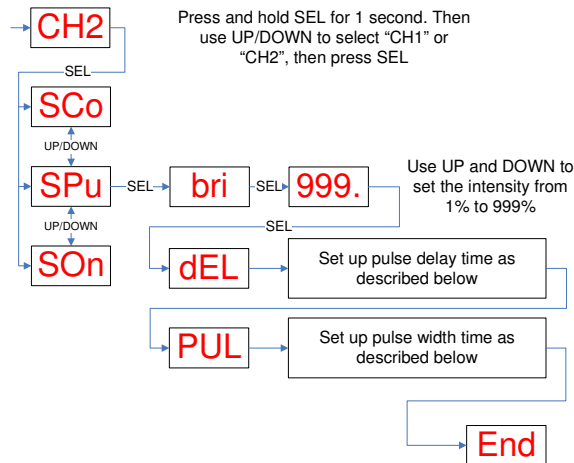 CH2
Press and hold SEL for 1 second. Then
use UP/DOWN to select “CH1” or
“CH2”, then press SEL
SEL
SCo
UP/DOWN
SPu
SEL
bri
SEL
999.
Use UP and DOWN to
set the intensity from
1% to 999%
UP/DOWN
SOn
SEL
dEL
Set up pulse delay time as
described below
PUL
Set up pulse width time as
described below
End